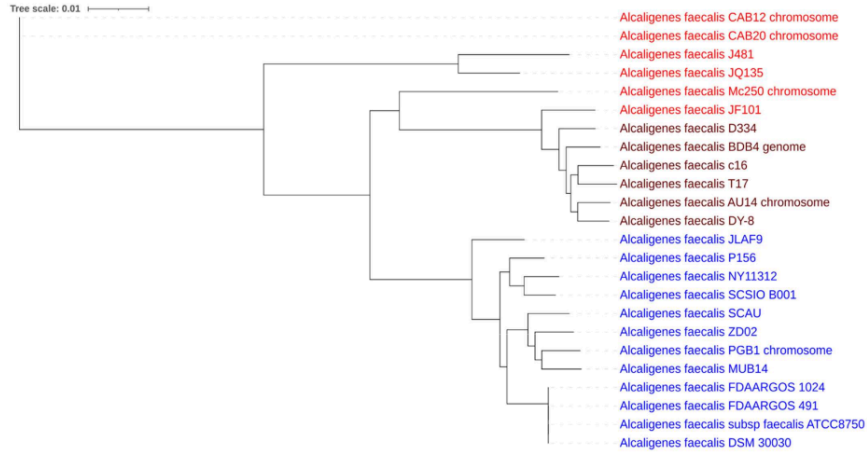 Tree scale: 0.01
Alcaligenes faecalis CAB12 chromosome
Alcaligenes faecalis CAB20 chromosome
Alcaligenes faecalis J481
Alcaligenes faecalis JQ135
Alcaligenes faecalis Mc250 chromosome
Alcaligenes faecalis JF101
Alcaligenes faecalis D334
Alcaligenes faecalis BDB4 genome
Alcaligenes faecalis c16
Alcaligenes faecalis T17
Alcaligenes faecalis AU14 chromosome
Alcaligenes faecalis DY-8
Alcaligenes faecalis JLAF9
Alcaligenes faecalis P156
Alcaligenes faecalis NY11312
Alcaligenes faecalis SCSIO B001
Alcaligenes faecalis SCAU
Alcaligenes faecalis ZD02
Alcaligenes faecalis PGB1 chromosome
Alcaligenes faecalis MUB14
Alcaligenes faecalis FDAARGOS 1024
Alcaligenes faecalis FDAARGOS 491
Alcaligenes faecalis subsp faecalis ATCC8750
Alcaligenes faecalis DSM 30030